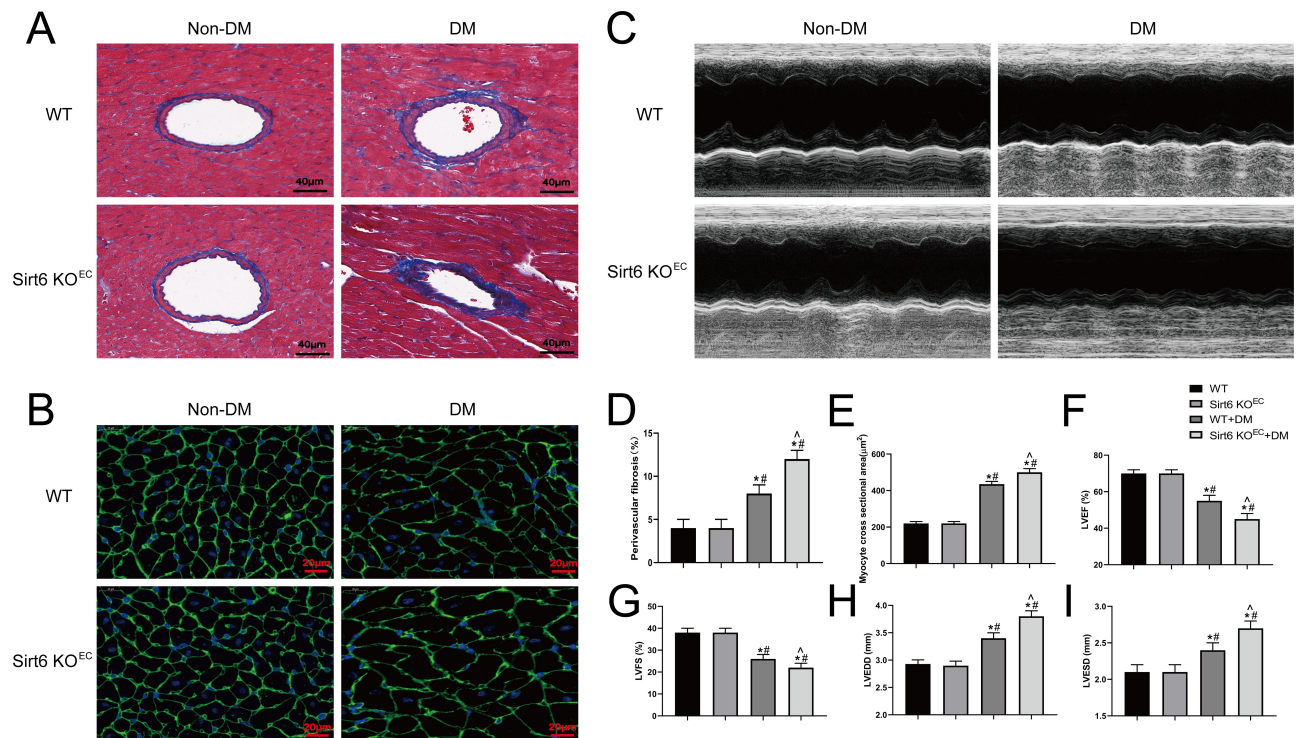 A
Non-DM
DM
WT
40μm
40μm
Sirt6 KO^EC
40μm
40μm
B
Non-DM
DM
WT
20μm
20μm
Sirt6 KO^EC
20μm
20μm
C
Non-DM
DM
WT
Sirt6 KO^EC
WT
Sirt6 KO^EC
WT+DM
Sirt6 KO^EC+DM
D
Perivascular fibrosis (%)
15
10
5
0
*#
^
*#
E
Myocyte cross sectional area(μm²)
600
400
200
0
*#
^
*#
F
LVEF (%)
100
80
60
40
20
*#
^
*#
G
LVFS (%)
50
40
30
20
10
0
*#
^
*#
H
LVEDD (mm)
4.0
3.5
3.0
2.5
2.0
*#
^
*#
I
LVESD (mm)
3.0
2.5
2.0
1.5
*#
^
*#